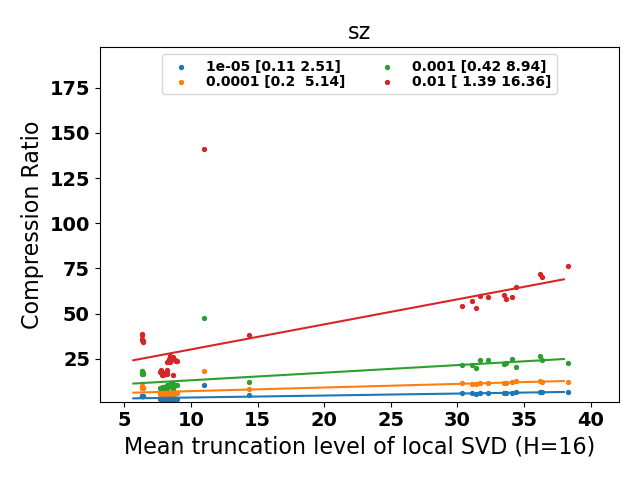 sz
1e-05 [0.11 2.51]
0.0001 [0.2  5.14]
0.001 [0.42 8.94]
0.01 [ 1.39 16.36]
Compression Ratio
175
150
125
100
75
50
25
5 10 15 20 25 30 35 40
Mean truncation level of local SVD (H=16)